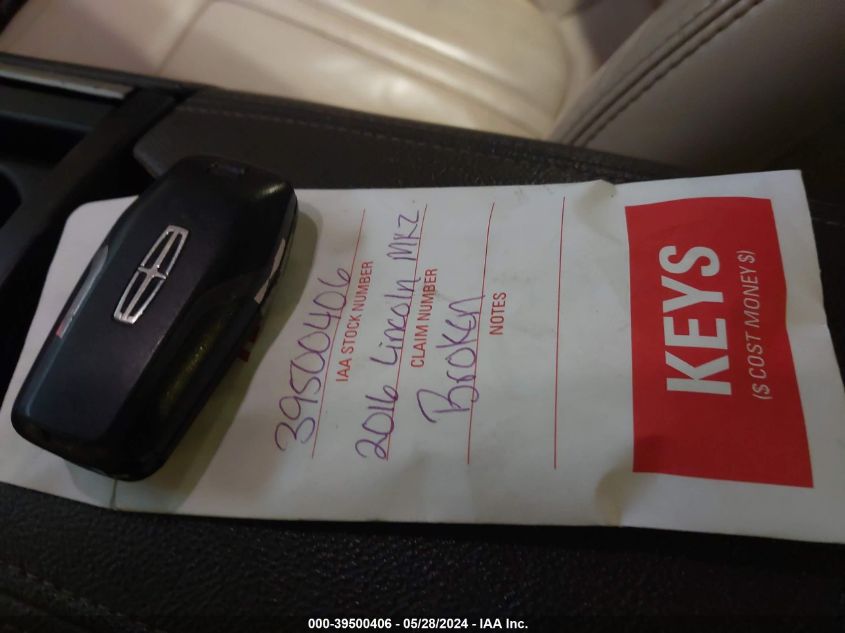 39500406
IAA STOCK NUMBER
2016 Lincoln MKZ
CLAIM NUMBER
Broken
NOTES
KEYS
($ COST MONEY $)
000-39500406 - 05/28/2024 - IAA Inc.